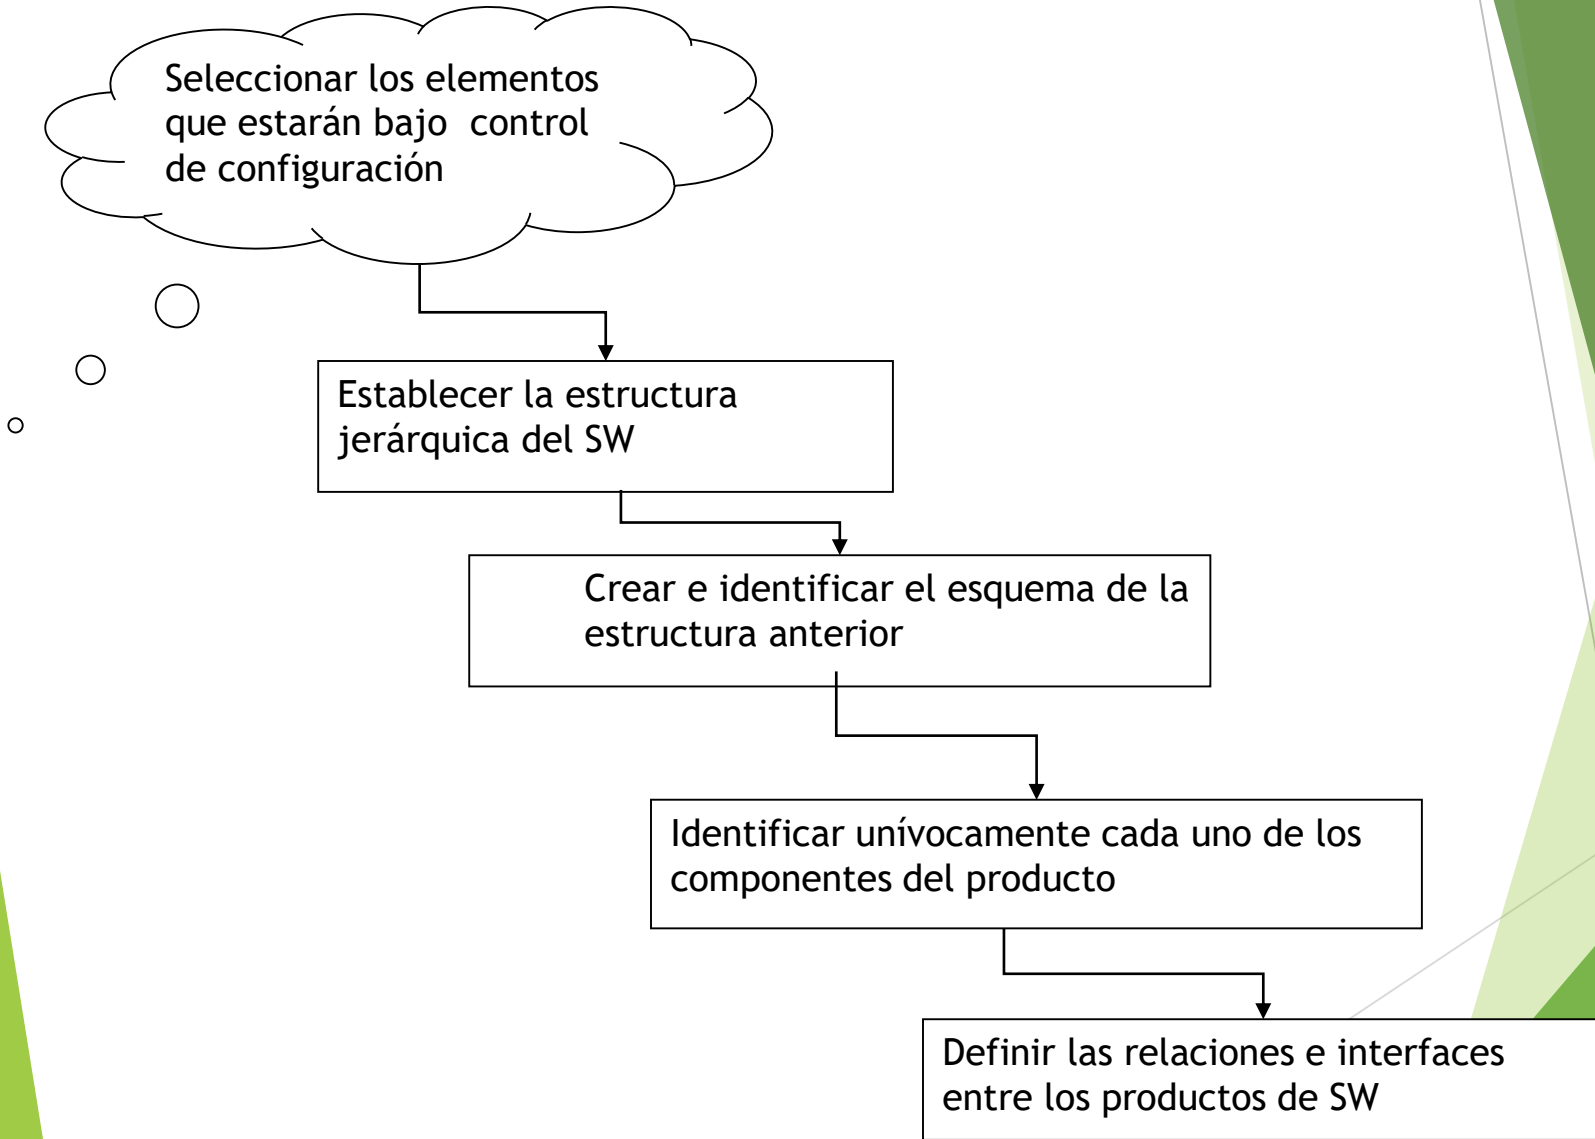 Seleccionar los elementos
que estarán bajo  control
de configuración
Establecer la estructura
jerárquica del SW
Crear e identificar el esquema de la
estructura anterior
Identificar unívocamente cada uno de los
componentes del producto
Definir las relaciones e interfaces
entre los productos de SW